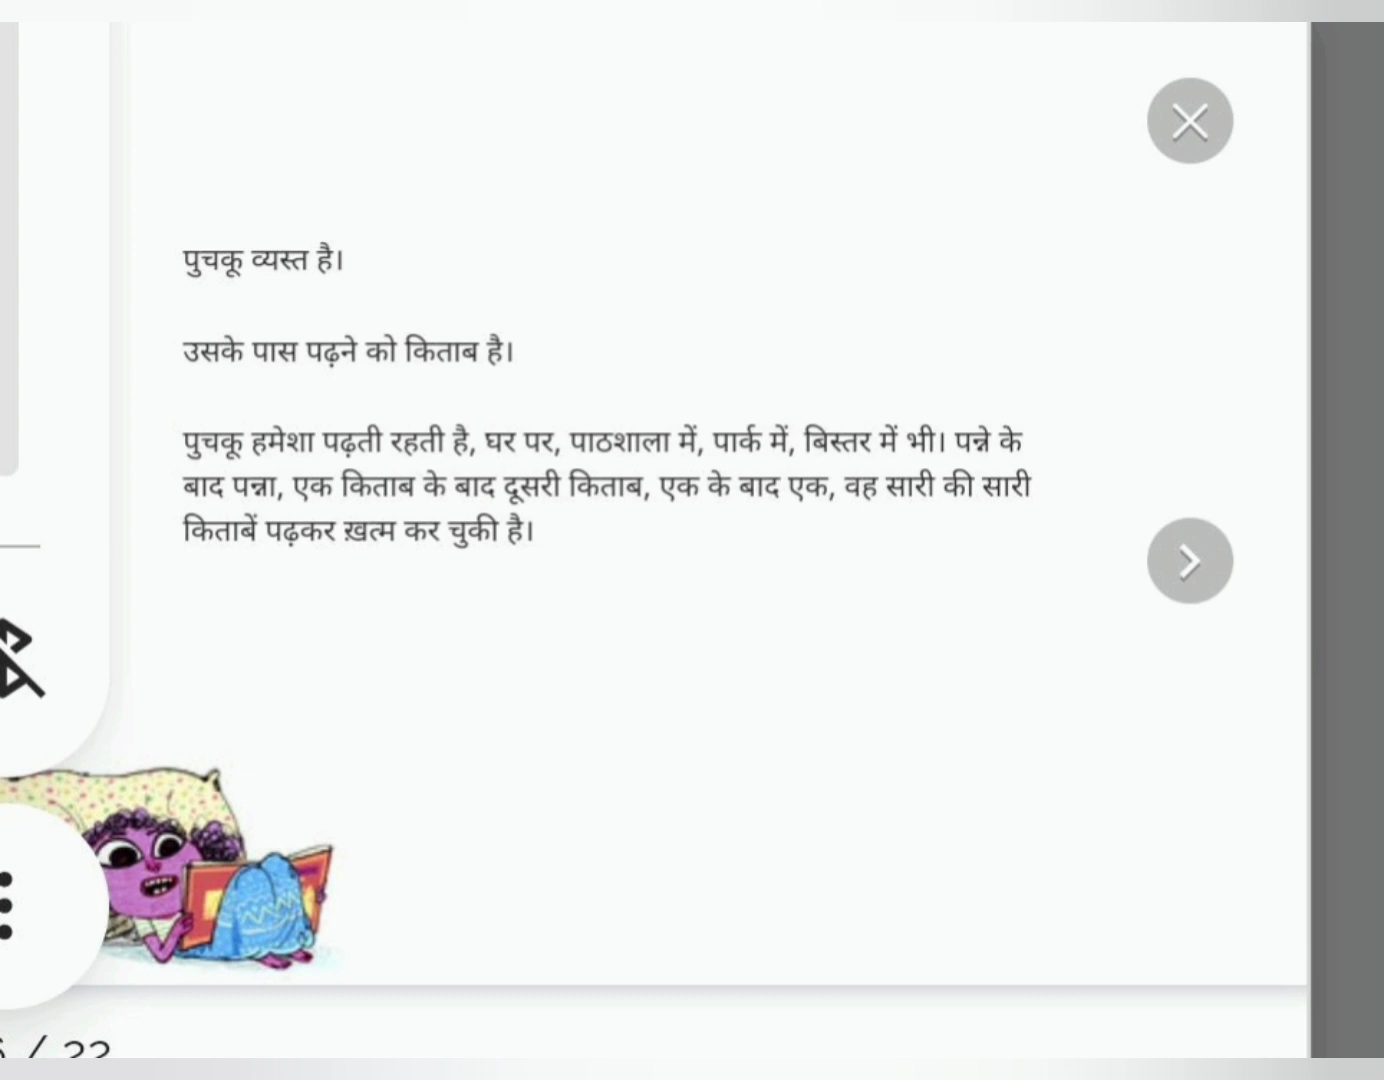 पुचकू व्यस्त है।
उसके पास पढ़ने को किताब है।
पुचकू हमेशा पढ़ती रहती है, घर पर, पाठशाला में, पार्क में, बिस्तर में भी। पन्ने के
बाद पन्ना, एक किताब के बाद दूसरी किताब, एक के बाद एक, वह सारी की सारी
किताबें पढ़कर ख़त्म कर चुकी है।
/ 22